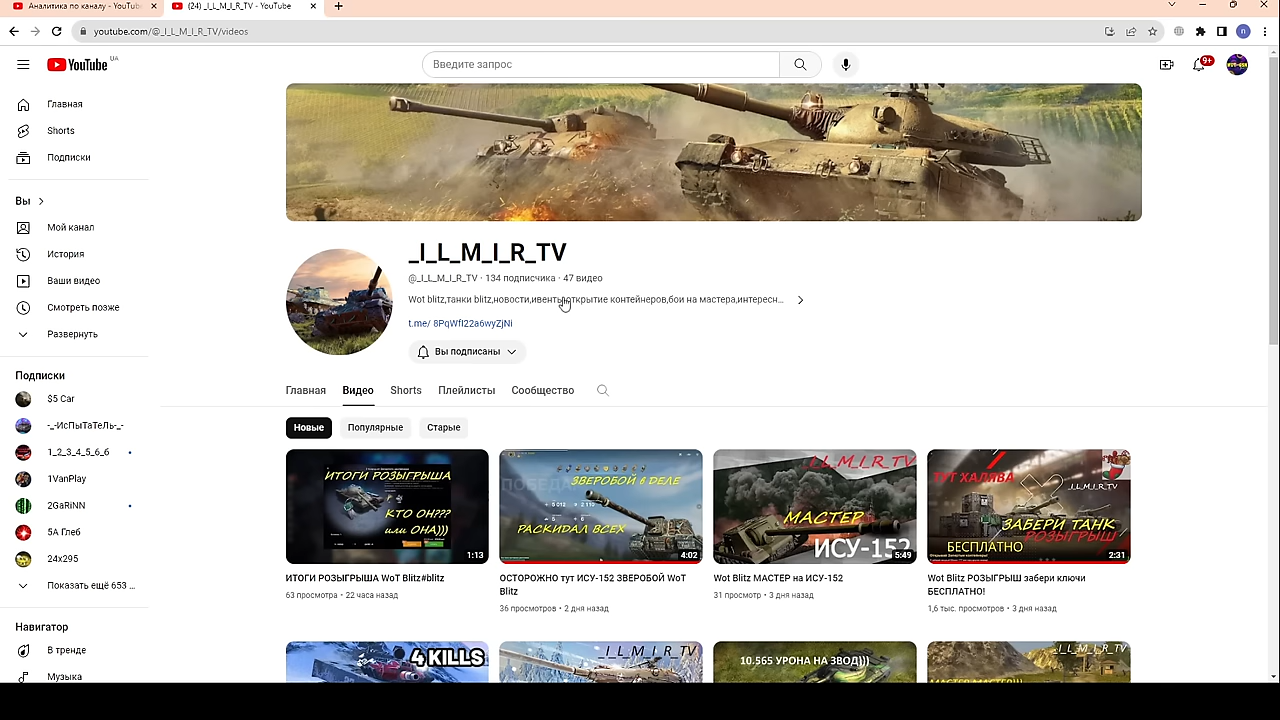 Аналитика по каналу - YouTube
(24) _I_L_M_I_R_TV - YouTube
youtube.com/@_I_L_M_I_R_TV/videos
n
YouTube UA
Введите запрос
9+
Главная
Shorts
Подписки
Вы
Мой канал
История
Ваши видео
Смотреть позже
Развернуть
Подписки
$5 Car
-_-ИсПыТаТеЛь-_-
1_2_3_4_5_6_6
1VanPlay
2GaRiNN
5А Глеб
24x295
Показать ещё 653 ...
Навигатор
В тренде
Музыка
_I_L_M_I_R_TV
@_I_L_M_I_R_TV · 134 подписчика · 47 видео
Wot blitz,танки blitz,новости,ивенты,открытие контейнеров,бои на мастера,интересн...
t.me/ 8PqWfI22a6wyZjNi
Вы подписаны
Главная Видео Shorts Плейлисты Сообщество
Новые Популярные Старые
ИТОГИ РОЗЫГРЫША
КТО ОН???
или ОНА)))
1:13
ИТОГИ РОЗЫГРЫША WoT Blitz#blitz
63 просмотра · 22 часа назад
ЗВЕРОБОЙ в ДЕЛЕ
РАСКИДАЛ ВСЕХ
4:02
ОСТОРОЖНО тут ИСУ-152 ЗВЕРОБОЙ WoT
Blitz
36 просмотров · 2 дня назад
_I_L_M_I_R_TV
МАСТЕР
ИСУ-152
5:49
Wot Blitz МАСТЕР на ИСУ-152
31 просмотр · 3 дня назад
ТУТ ХАЛЯВА
_I_L_M_I_R_TV
ЗАБЕРИ ТАНК
РОЗЫГРЫШ
БЕСПЛАТНО
2:31
Wot Blitz РОЗЫГРЫШ забери ключи
БЕСПЛАТНО!
1,6 тыс. просмотров · 3 дня назад
4 KILLS
_I_L_M_I_R_TV
10.565 УРОНА НА ЗВОД)))
_I_L_M_I_R_TV